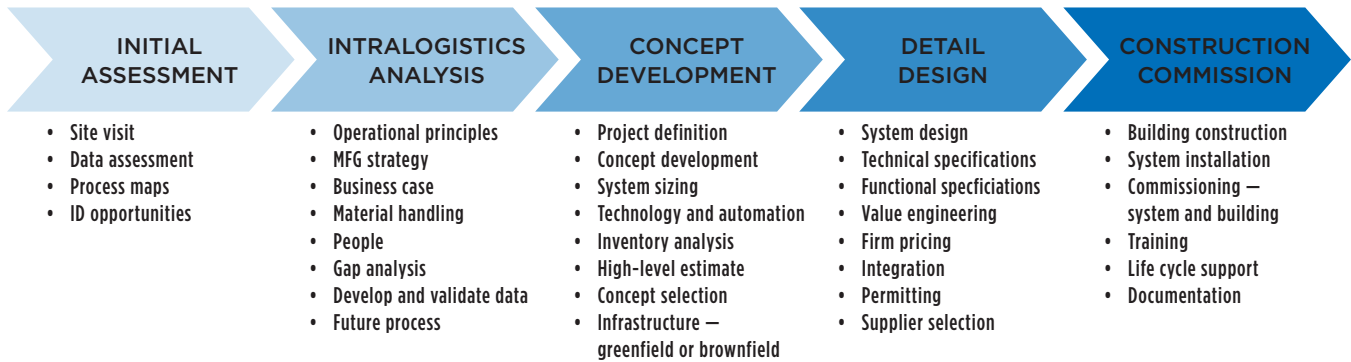 INITIAL
ASSESSMENT
• Site visit
• Data assessment
• Process maps
• ID opportunities
INTRALOGISTICS
ANALYSIS
• Operational principles
• MFG strategy
• Business case
• Material handling
• People
• Gap analysis
• Develop and validate data
• Future process
CONCEPT
DEVELOPMENT
• Project definition
• Concept development
• System sizing
• Technology and automation
• Inventory analysis
• High-level estimate
• Concept selection
• Infrastructure —
greenfield or brownfield
DETAIL
DESIGN
• System design
• Technical specifications
• Functional specficiations
• Value engineering
• Firm pricing
• Integration
• Permitting
• Supplier selection
CONSTRUCTION
COMMISSION
• Building construction
• System installation
• Commissioning —
system and building
• Training
• Life cycle support
• Documentation